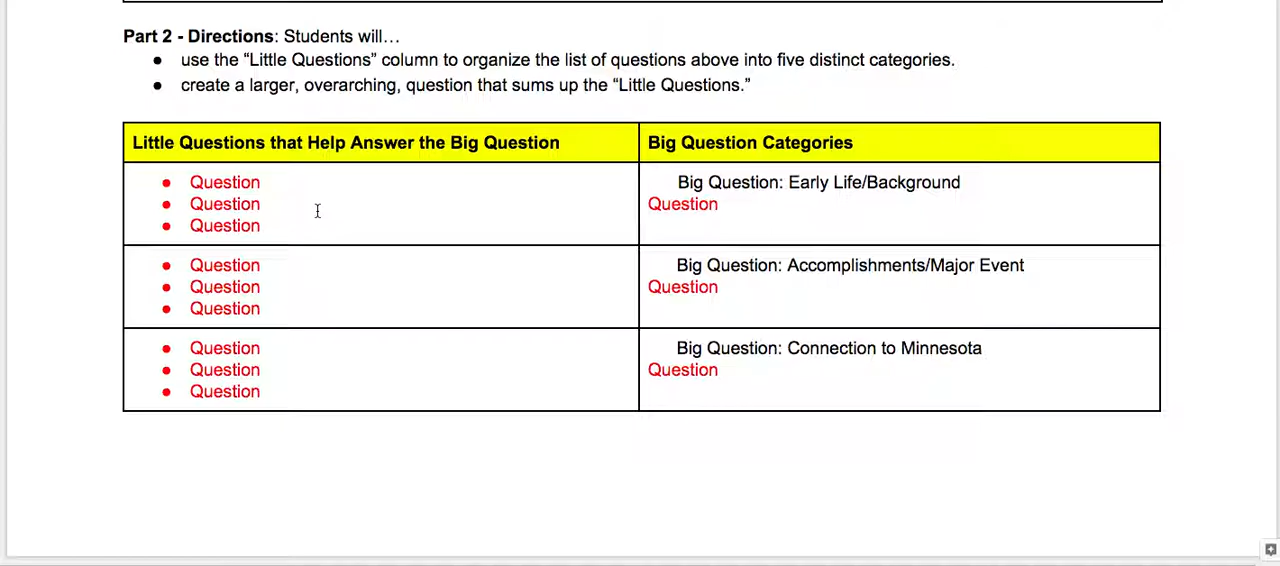 Part 2 - Directions: Students will…
● use the “Little Questions” column to organize the list of questions above into five distinct categories.
● create a larger, overarching, question that sums up the “Little Questions.”
Little Questions that Help Answer the Big Question
Big Question Categories
● Question
● Question
● Question
Big Question: Early Life/Background
Question
● Question
● Question
● Question
Big Question: Accomplishments/Major Event
Question
● Question
● Question
● Question
Big Question: Connection to Minnesota
Question